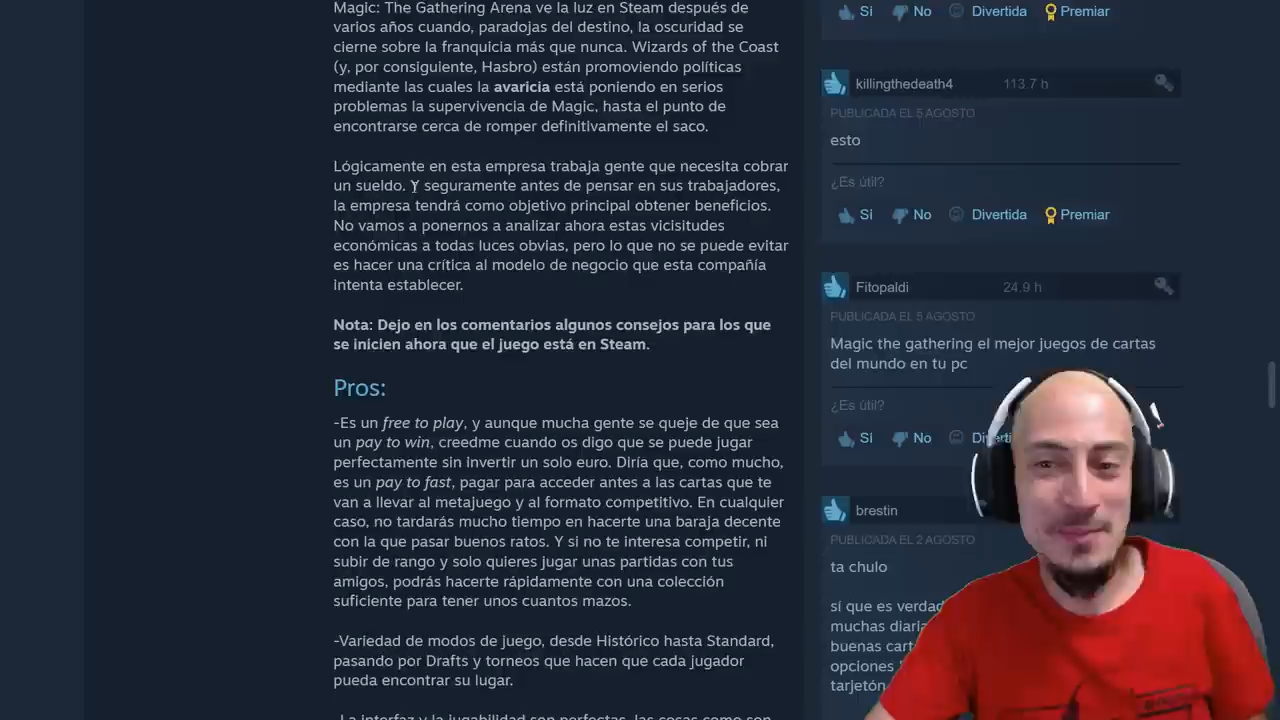 Magic: The Gathering Arena ve la luz en Steam después de
varios años cuando, paradojas del destino, la oscuridad se
cierne sobre la franquicia más que nunca. Wizards of the Coast
(y, por consiguiente, Hasbro) están promoviendo políticas
mediante las cuales la avaricia está poniendo en serios
problemas la supervivencia de Magic, hasta el punto de
encontrarse cerca de romper definitivamente el saco.
Lógicamente en esta empresa trabaja gente que necesita cobrar
un sueldo. Y seguramente antes de pensar en sus trabajadores,
la empresa tendrá como objetivo principal obtener beneficios.
No vamos a ponernos a analizar ahora estas vicisitudes
económicas a todas luces obvias, pero lo que no se puede evitar
es hacer una crítica al modelo de negocio que esta compañía
intenta establecer.
Nota: Dejo en los comentarios algunos consejos para los que
se inicien ahora que el juego está en Steam.
Pros:
-Es un free to play, y aunque mucha gente se queje de que sea
un pay to win, creedme cuando os digo que se puede jugar
perfectamente sin invertir un solo euro. Diría que, como mucho,
es un pay to fast, pagar para acceder antes a las cartas que te
van a llevar al metajuego y al formato competitivo. En cualquier
caso, no tardarás mucho tiempo en hacerte una baraja decente
con la que pasar buenos ratos. Y si no te interesa competir, ni
subir de rango y solo quieres jugar unas partidas con tus
amigos, podrás hacerte rápidamente con una colección
suficiente para tener unos cuantos mazos.
-Variedad de modos de juego, desde Histórico hasta Standard,
pasando por Drafts y torneos que hacen que cada jugador
pueda encontrar su lugar.
-La interfaz y la jugabilidad son perfectas, las cosas como son
Sí No Divertida Premiar
killingthedeath4 113.7 h
PUBLICADA EL 5 AGOSTO
esto
¿Es útil?
Sí No Divertida Premiar
Fitopaldi 24.9 h
PUBLICADA EL 5 AGOSTO
Magic the gathering el mejor juegos de cartas
del mundo en tu pc
¿Es útil?
Sí No
brestin
PUBLICADA EL 2 AGOSTO
ta chulo
sí que es verdad
muchas
buenas
opciones
tarjetón